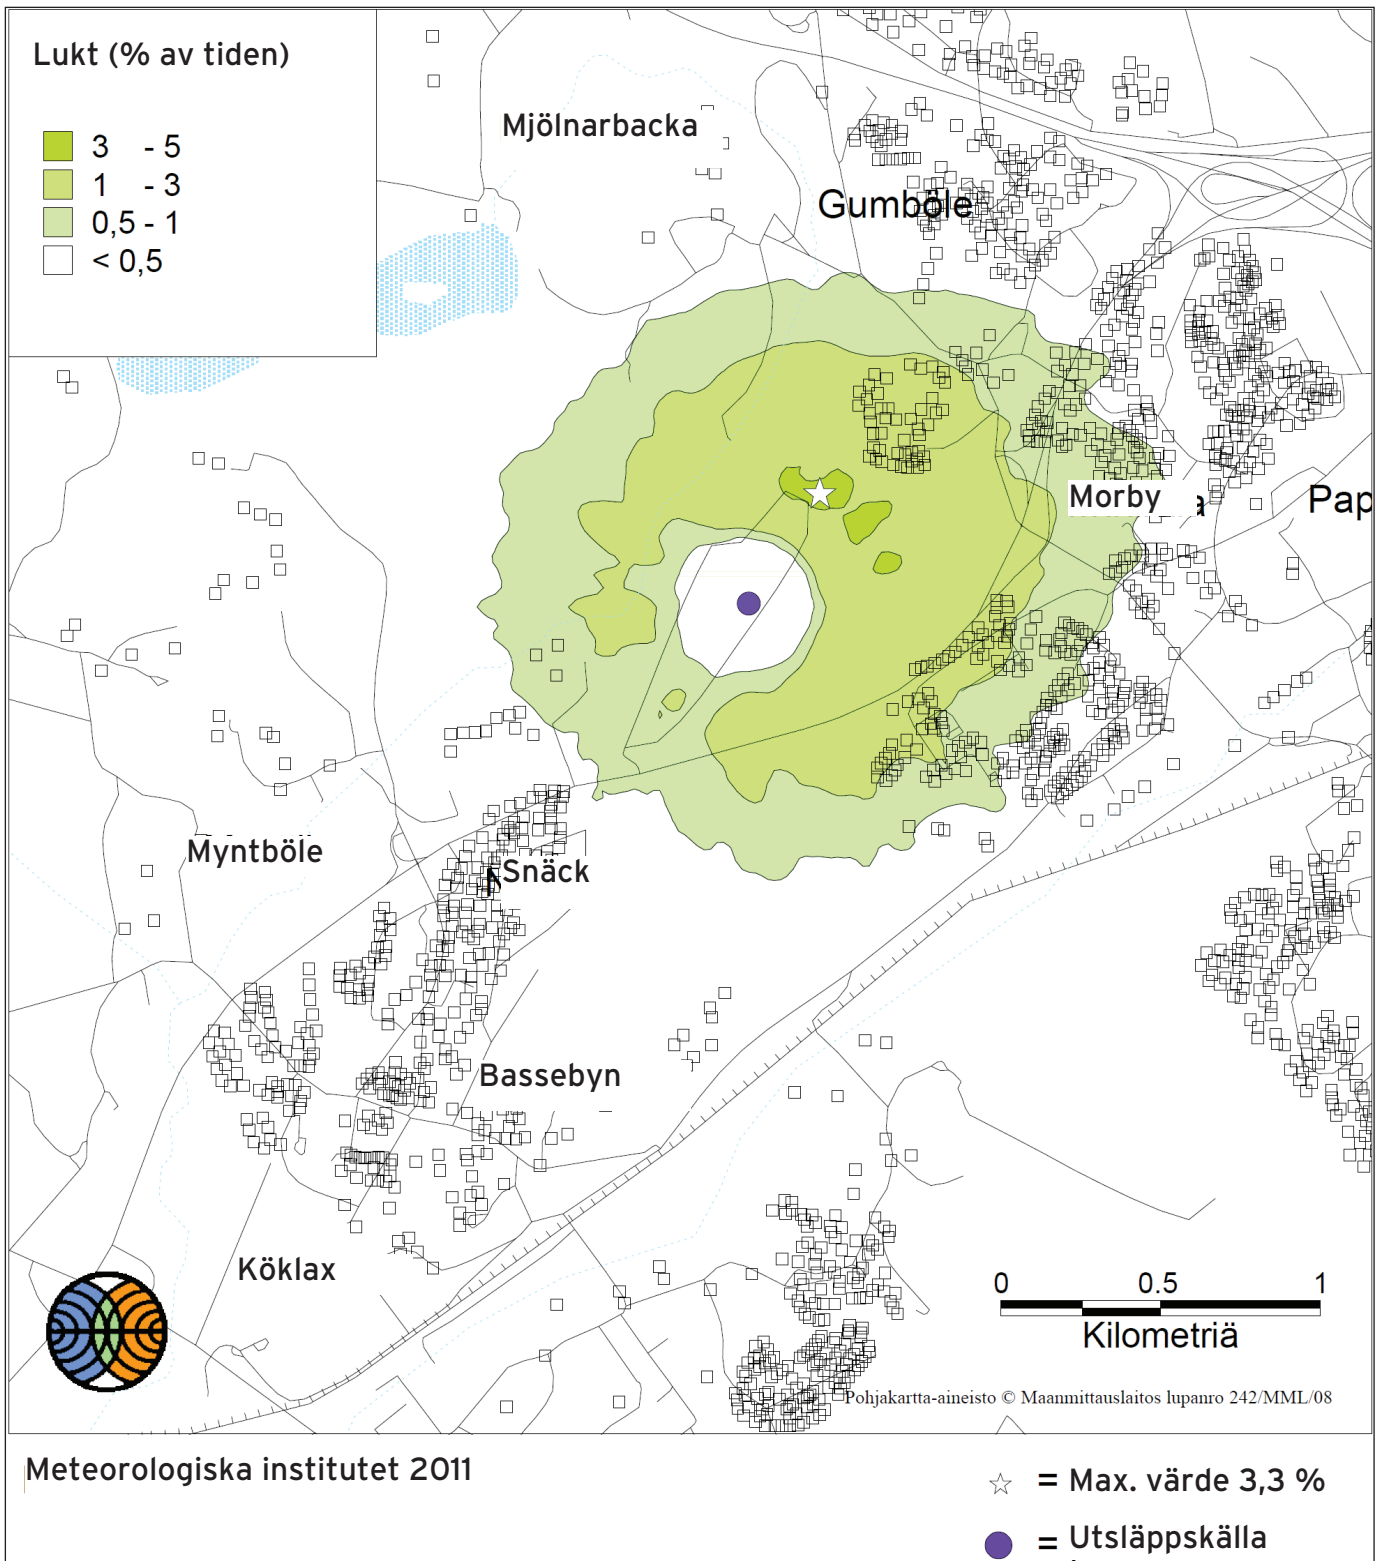 Lukt (% av tiden)
3 - 5
1 - 3
0,5 - 1
< 0,5
Mjölnarbacka
Gumböle
Morby
Pap
Myntböle
Snäck
Bassebyn
Köklax
0 0.5 1
Kilometriä
Pohjakartta-aineisto © Maanmittauslaitos lupanro 242/MML/08
Meteorologiska institutet 2011
= Max. värde 3,3 %
= Utsläppskälla